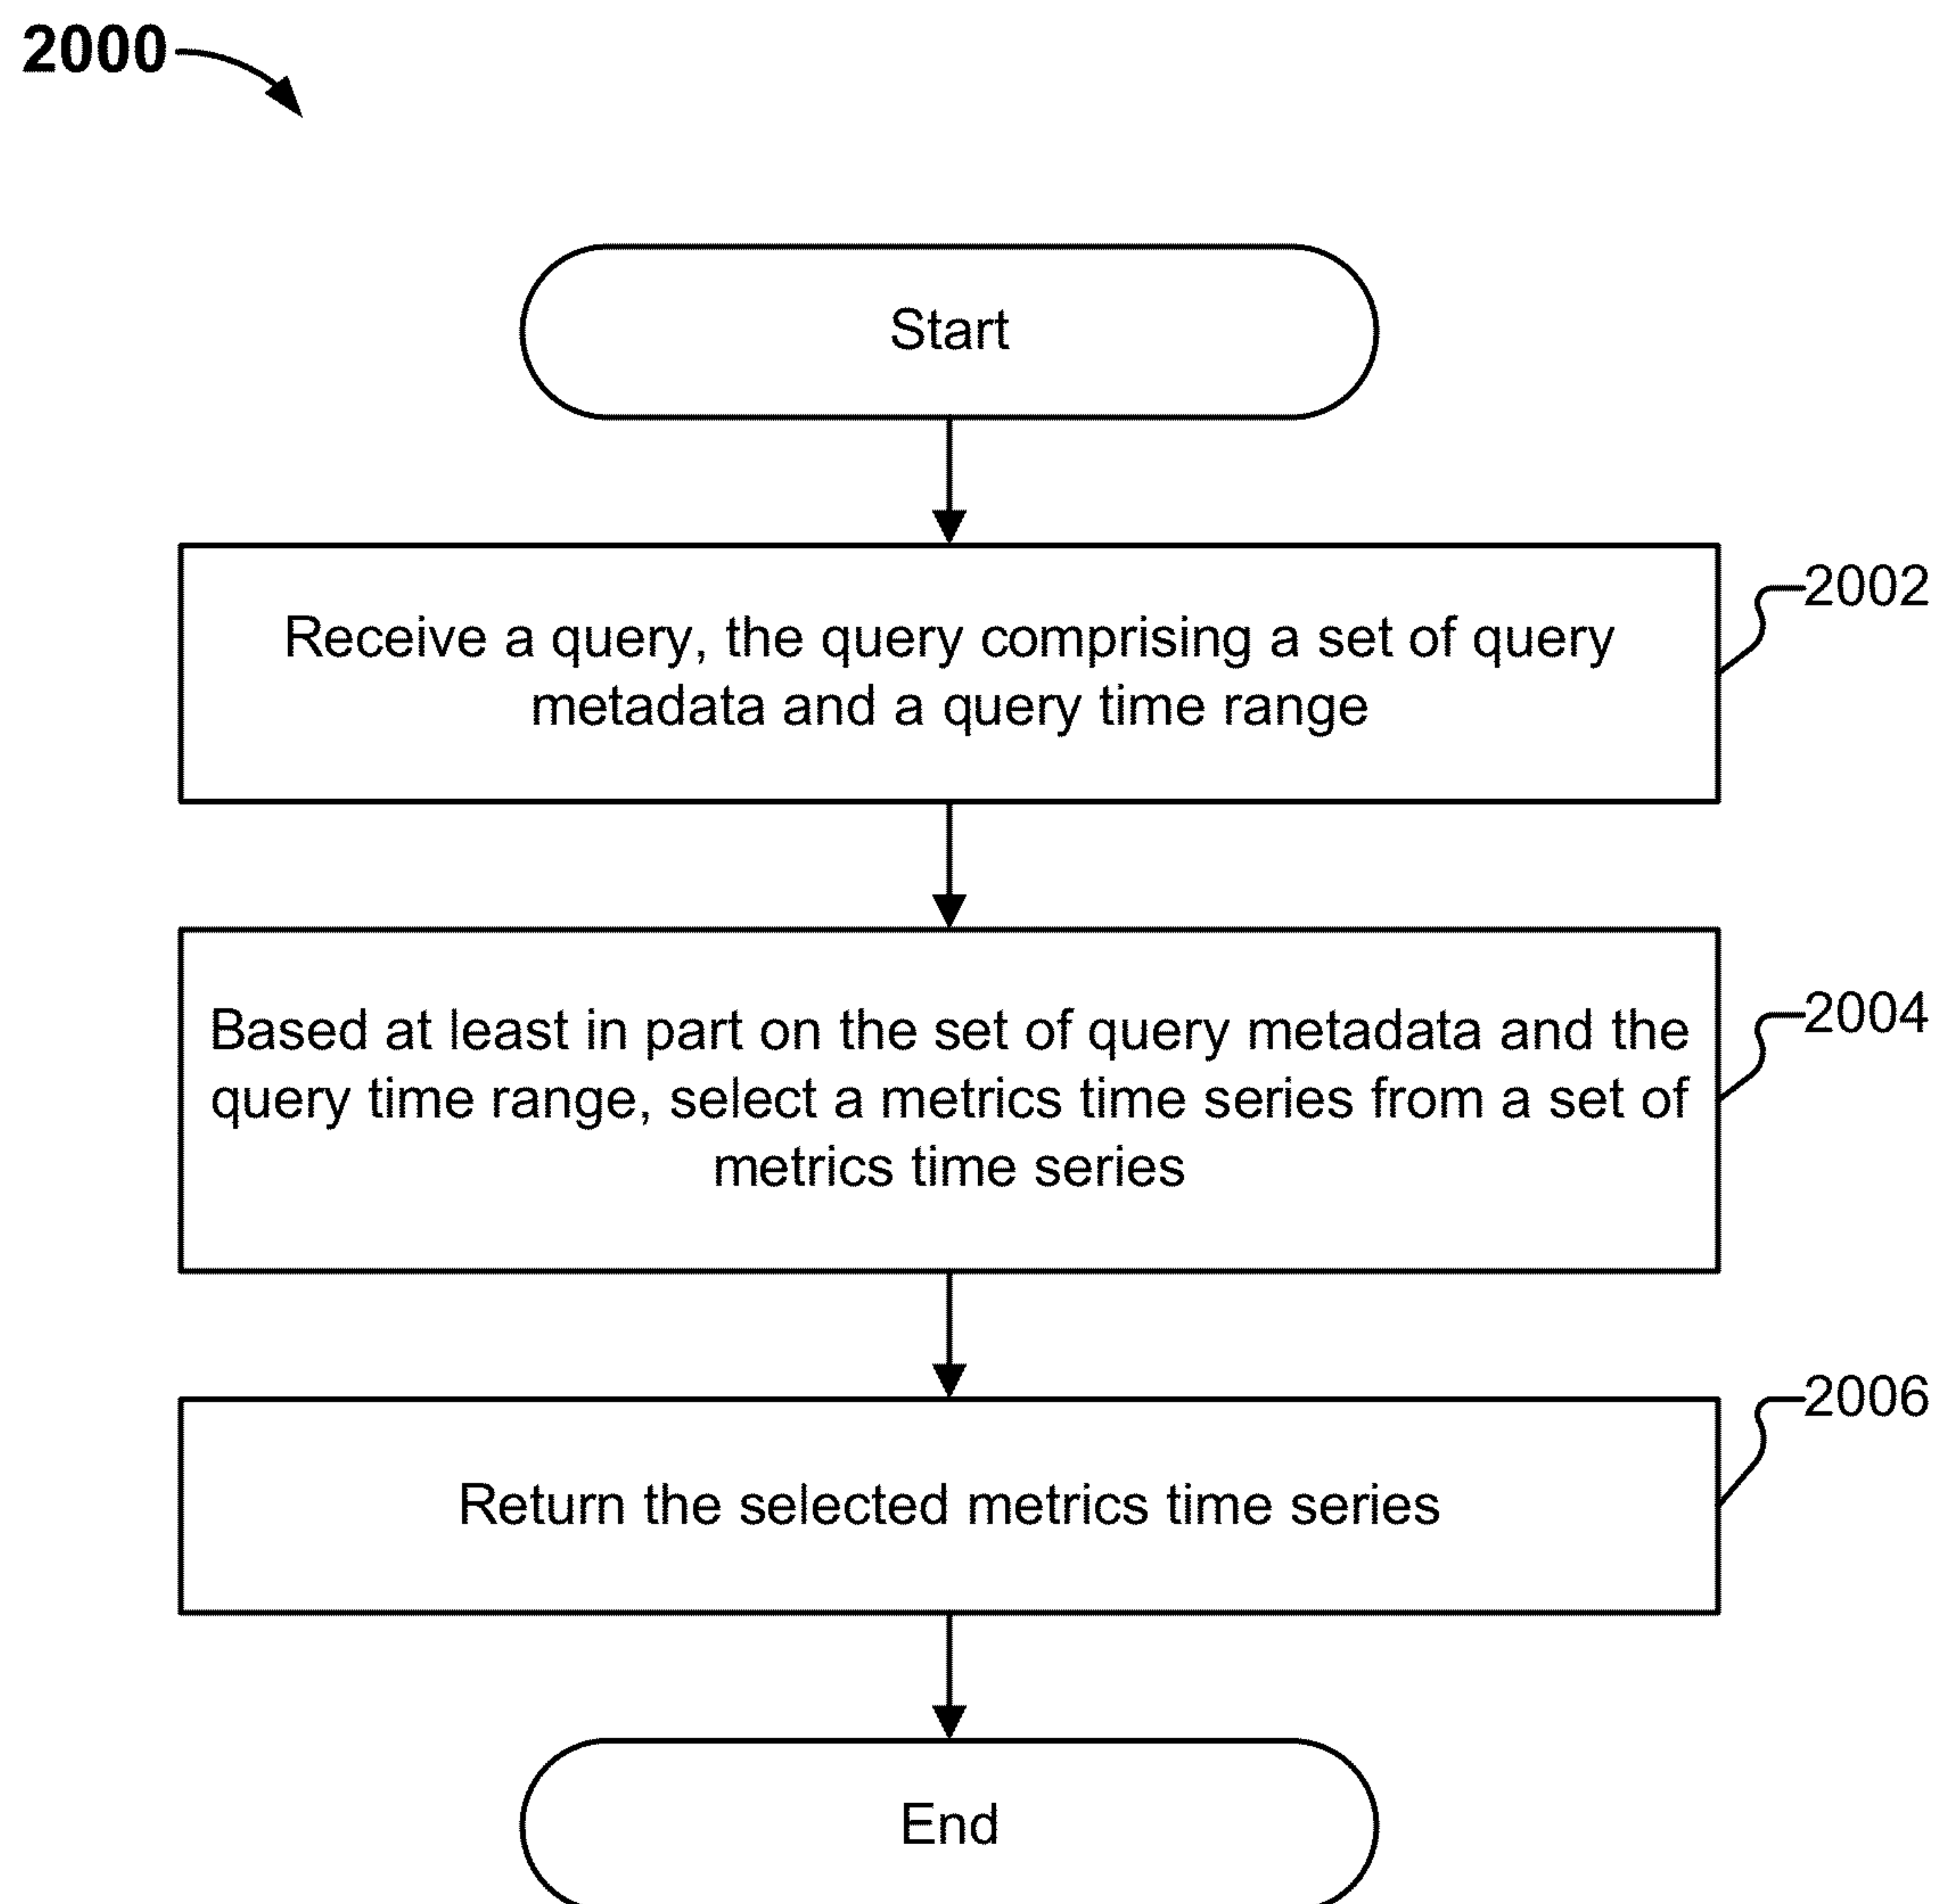 2000
Start
Receive a query, the query comprising a set of query
metadata and a query time range
2002
Based at least in part on the set of query metadata and the
query time range, select a metrics time series from a set of
metrics time series
2004
Return the selected metrics time series
2006
End